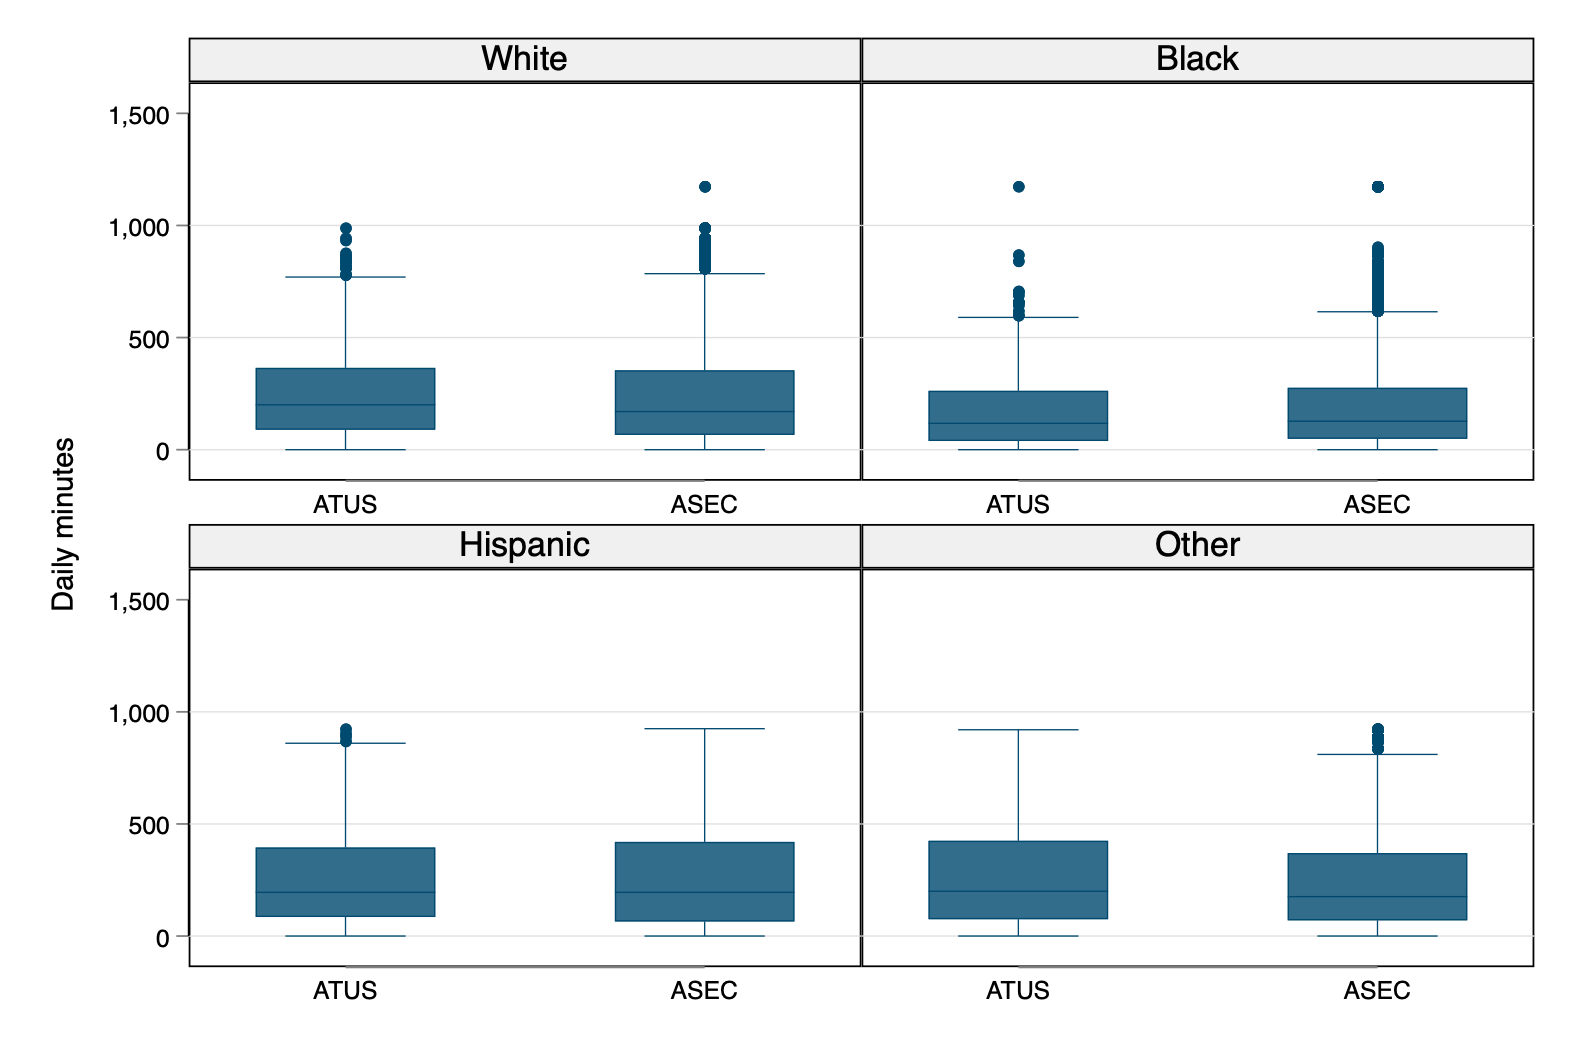 Daily minutes
White
Black
1,500
1,000
500
0
ATUS
ASEC
ATUS
ASEC
Hispanic
Other
1,500
1,000
500
0
ATUS
ASEC
ATUS
ASEC